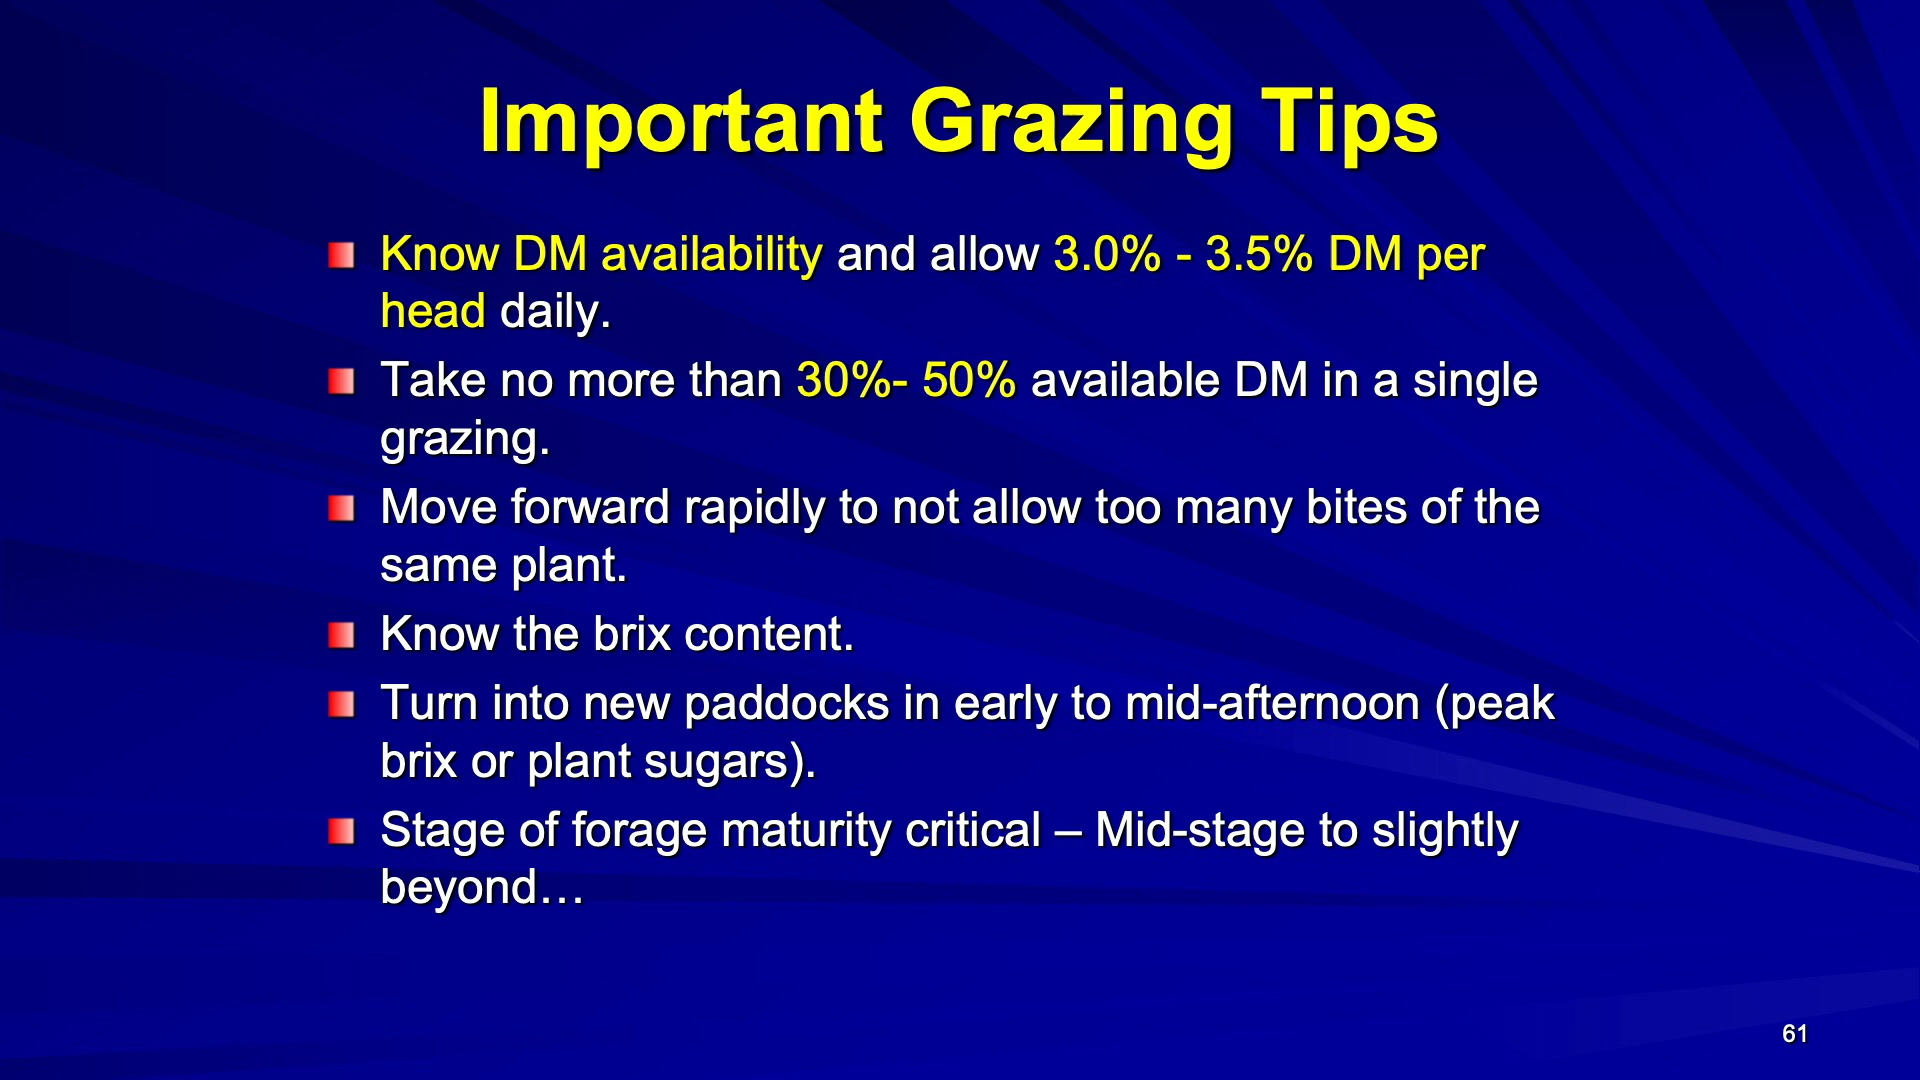 Important Grazing Tips
Know DM availability and allow 3.0% - 3.5% DM per
head daily.
Take no more than 30%- 50% available DM in a single
grazing.
Move forward rapidly to not allow too many bites of the
same plant.
Know the brix content.
Turn into new paddocks in early to mid-afternoon (peak
brix or plant sugars).
Stage of forage maturity critical – Mid-stage to slightly
beyond…
61